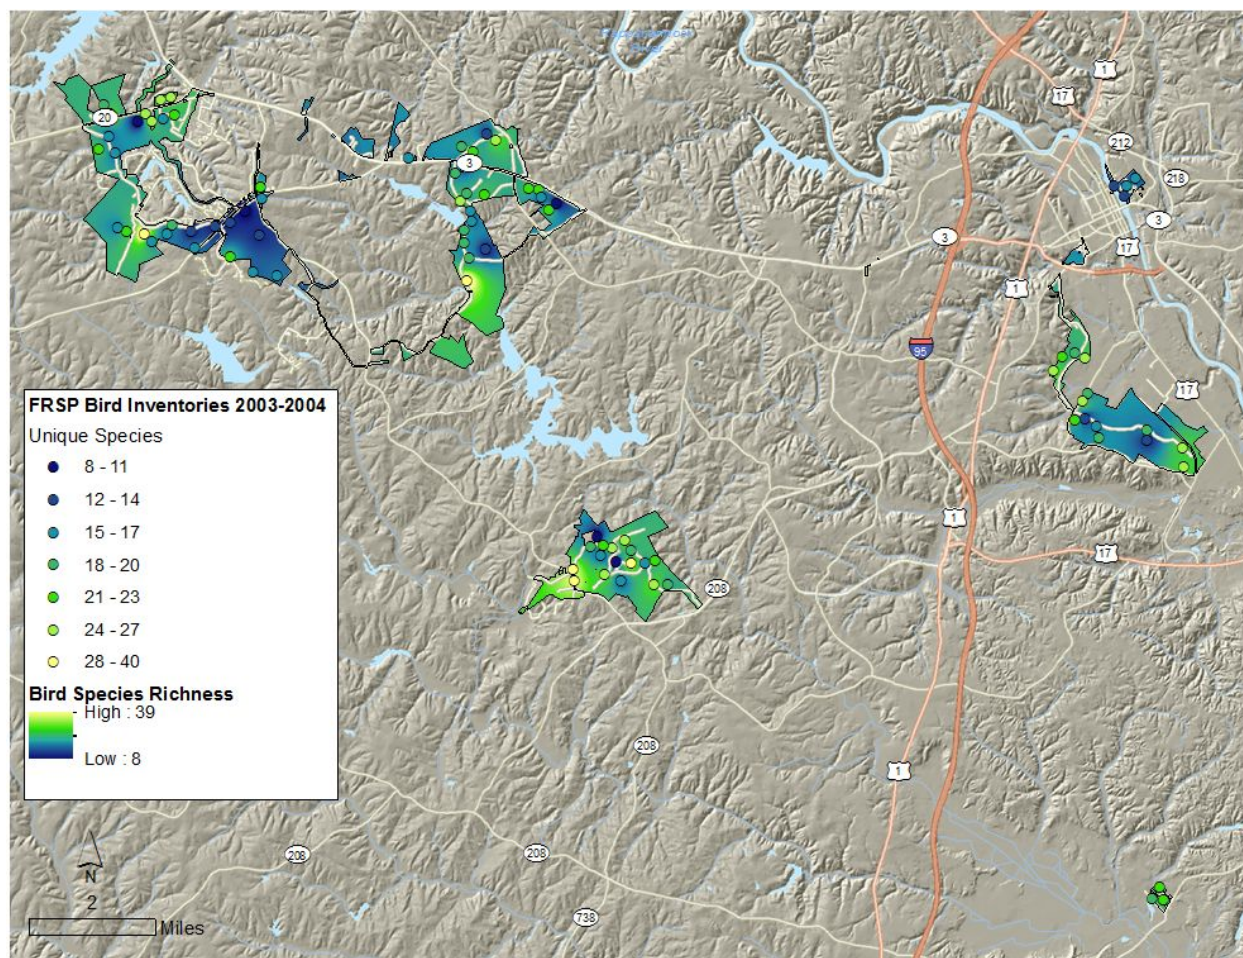 Rappahannock
River
1
17
20
212
3
218
3
3
17
1
95
17
FRSP Bird Inventories 2003-2004
Unique Species
8 - 11
12 - 14
15 - 17
18 - 20
21 - 23
24 - 27
28 - 40
Bird Species Richness
High : 39
Low : 8
1
17
208
208
1
208
208
738
N
2
Miles